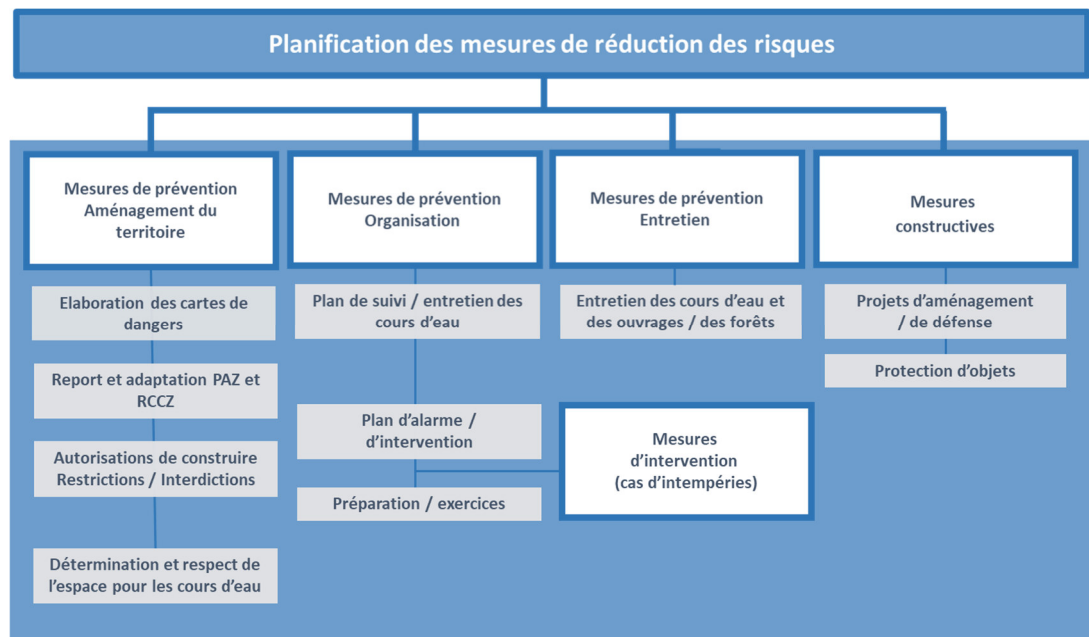 Planification des mesures de réduction des risques
Mesures de prévention
Aménagement du
territoire
Elaboration des cartes de
dangers
Report et adaptation PAZ et
RCCZ
Autorisations de construire
Restrictions / Interdictions
Détermination et respect de
l'espace pour les cours d'eau
Mesures de prévention
Organisation
Plan de suivi / entretien des
cours d'eau
Plan d'alarme /
d'intervention
Préparation / exercices
Mesures de prévention
Entretien
Entretien des cours d'eau et
des ouvrages / des forêts
Mesures
d'intervention
(cas d'intempéries)
Mesures
constructives
Projets d'aménagement
/ de défense
Protection d'objets